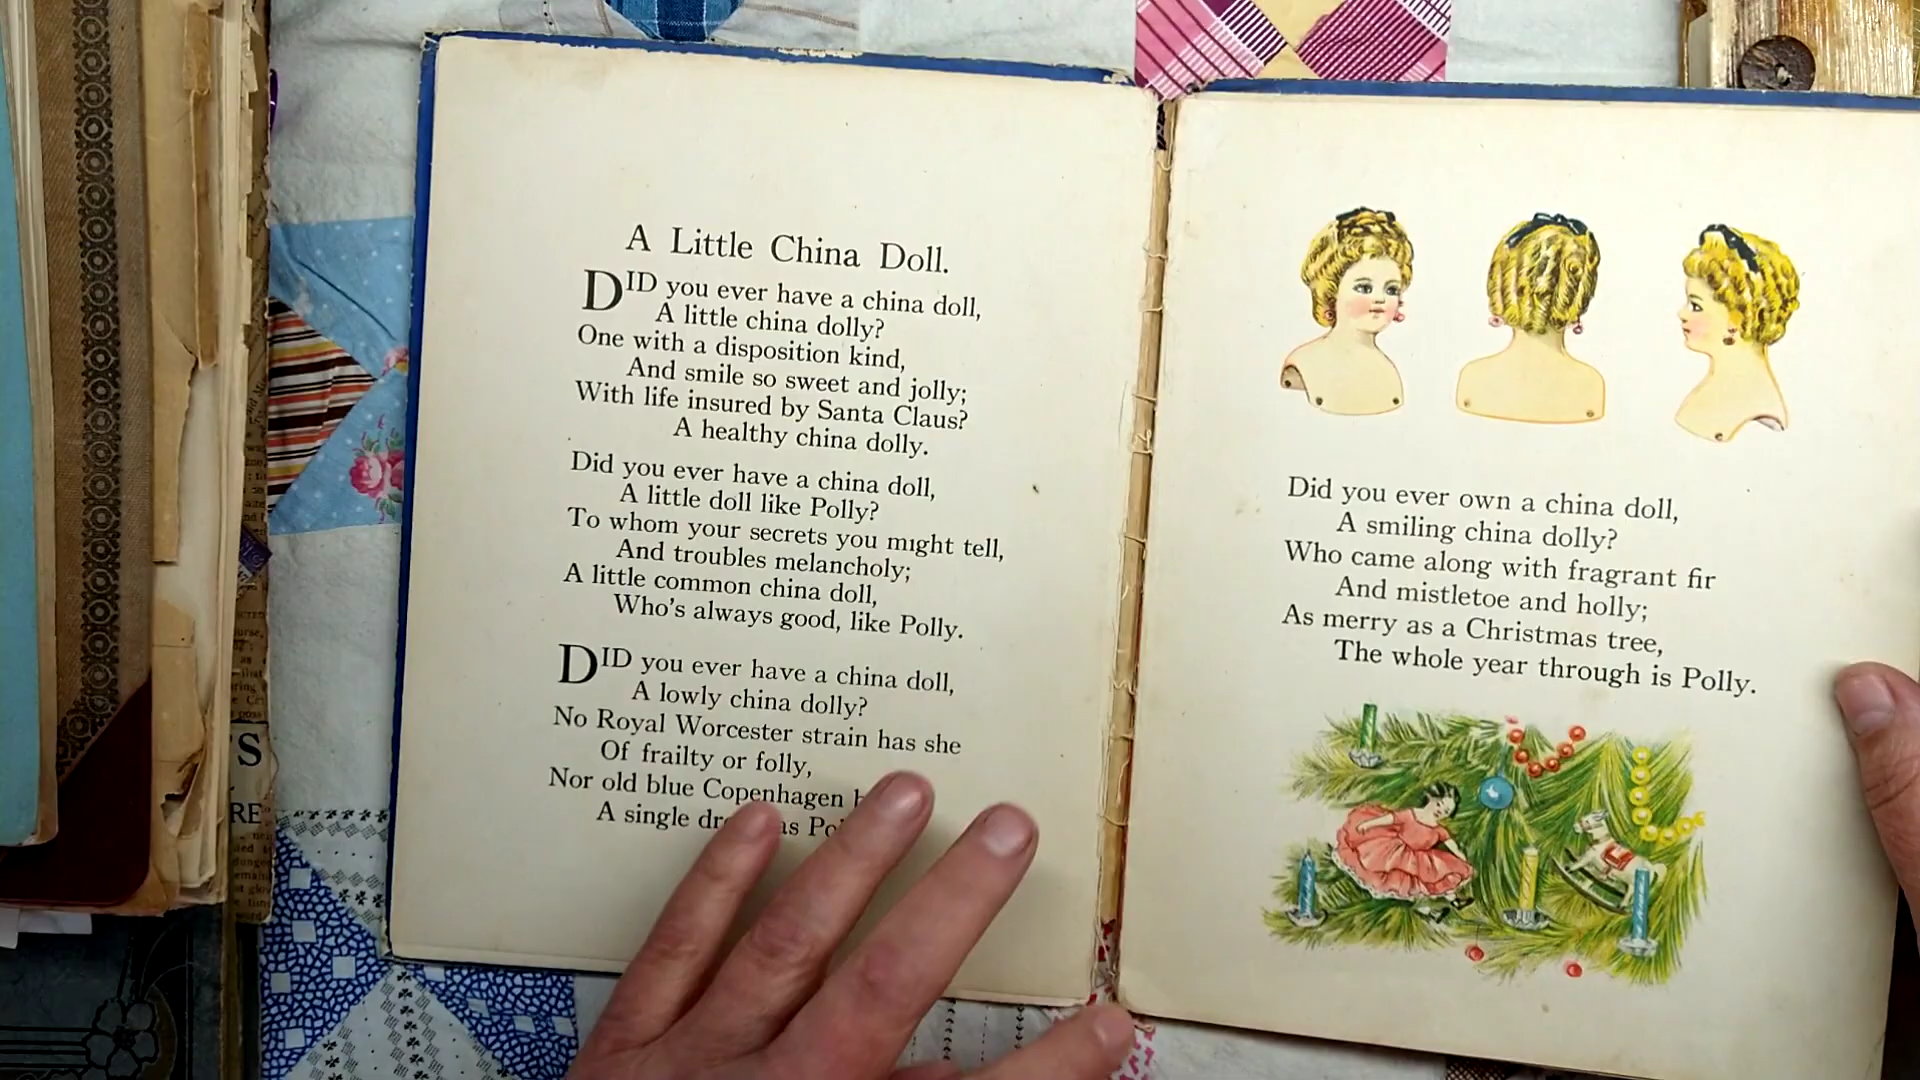 A Little China Doll.
DID you ever have a china doll,
A little china dolly?
One with a disposition kind,
And smile so sweet and jolly;
With life insured by Santa Claus?
A healthy china dolly.
Did you ever have a china doll,
A little doll like Polly?
To whom your secrets you might tell,
And troubles melancholy;
A little common china doll,
Who's always good, like Polly.
DID you ever have a china doll,
A lowly china dolly?
No Royal Worcester strain has she
Of frailty or folly,
Nor old blue Copenhagen
A single
Did you ever own a china doll,
A smiling china dolly?
Who came along with fragrant fir
And mistletoe and holly;
As merry as a Christmas tree,
The whole year through is Polly.